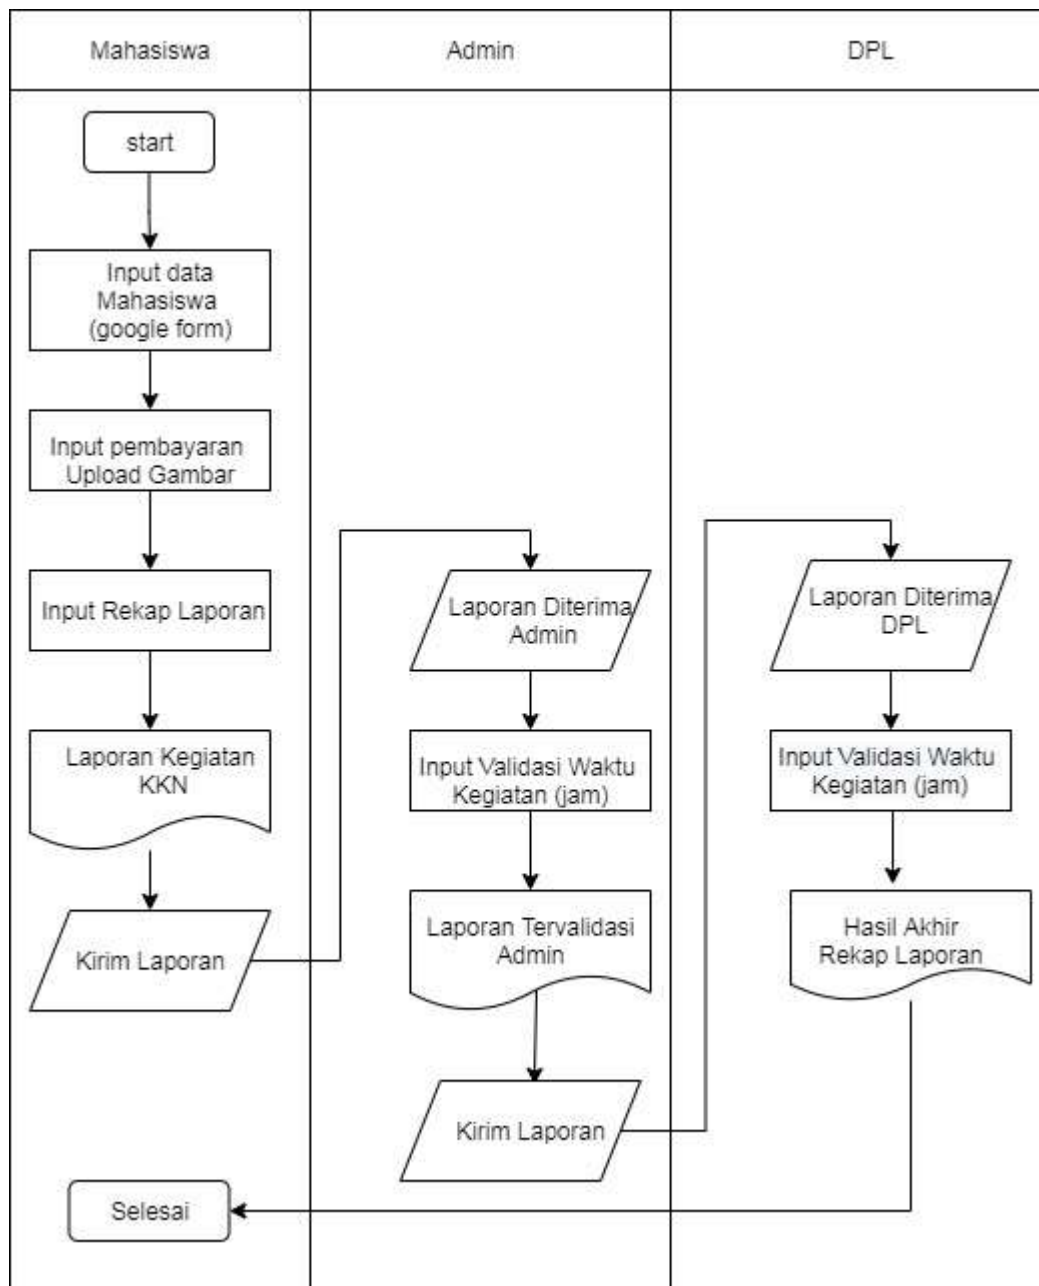 Mahasiswa
Admin
DPL
start
Input data
Mahasiswa
(google form)
Input pembayaran
Upload Gambar
Input Rekap Laporan
Laporan Kegiatan
KKN
Kirim Laporan
Laporan Diterima
Admin
Input Validasi Waktu
Kegiatan (jam)
Laporan Tervalidasi
Admin
Kirim Laporan
Laporan Diterima
DPL
Input Validasi Waktu
Kegiatan (jam)
Hasil Akhir
Rekap Laporan
Selesai